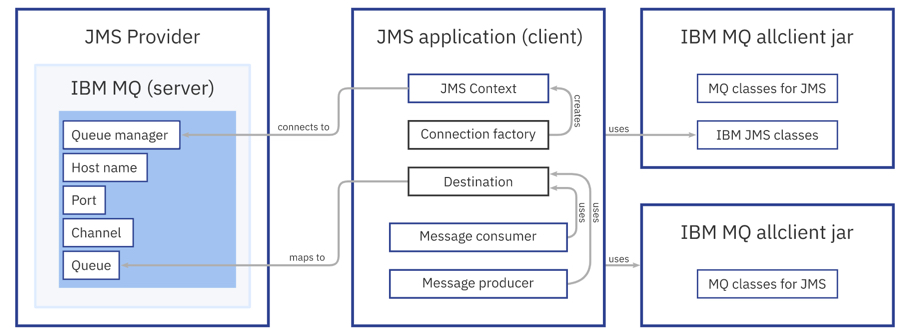 JMS Provider
IBM MQ (server)
Queue manager
Host name
Port
Channel
Queue
connects to
maps to
JMS application (client)
JMS Context
creates
Connection factory
Destination
uses
uses
Message consumer
Message producer
uses
uses
IBM MQ allclient jar
MQ classes for JMS
IBM JMS classes
IBM MQ allclient jar
MQ classes for JMS